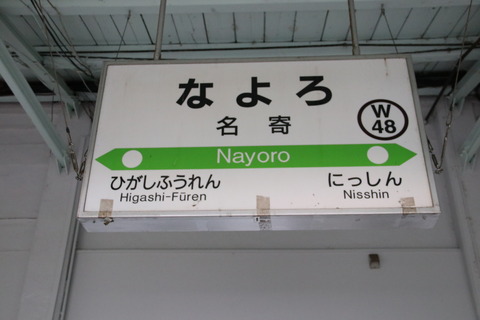 なよろ
名寄
W
48
Nayoro
ひがしふうれん
Higashi-Fūren
にっしん
Nisshin